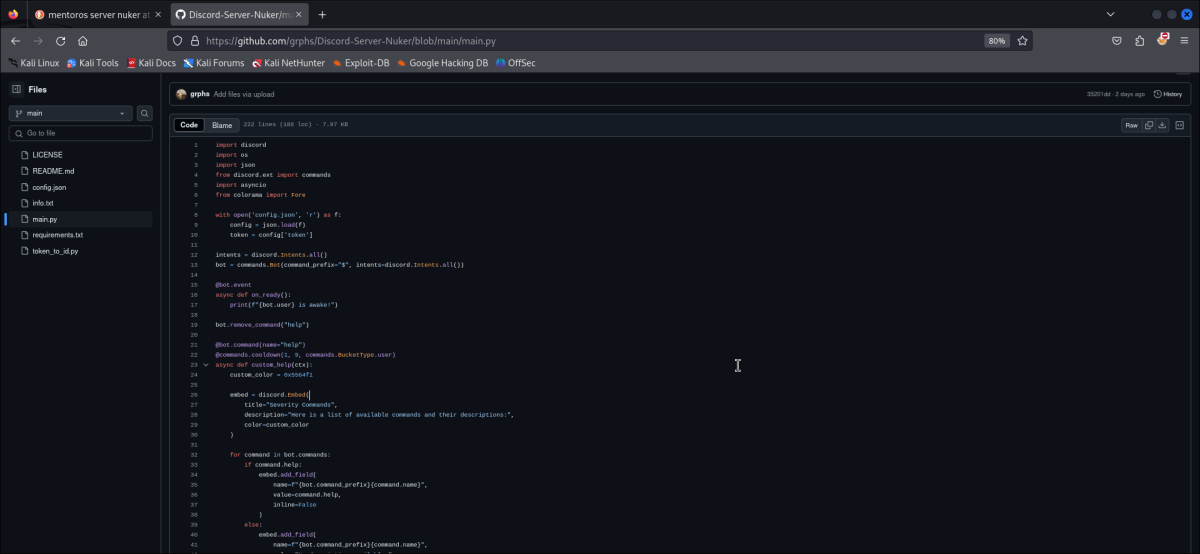 mentoros server nuker at
Discord-Server-Nuker/m
https://github.com/grphs/Discord-Server-Nuker/blob/main/main.py
80%
Kali Linux
Kali Tools
Kali Docs
Kali Forums
Kali NetHunter
Exploit-DB
Google Hacking DB
OffSec
Files
main
Go to file
LICENSE
README.md
config.json
info.txt
main.py
requirements.txt
token_to_id.py
grphs Add files via upload
35201dd · 2 days ago
History
Code
Blame
222 lines (188 loc) · 7.97 KB
Raw
1 import discord
2 import os
3 import json
4 from discord.ext import commands
5 import asyncio
6 from colorama import Fore
7
8 with open('config.json', 'r') as f:
9 config = json.load(f)
10 token = config['token']
11
12 intents = discord.Intents.all()
13 bot = commands.Bot(command_prefix="$", intents=discord.Intents.all())
14
15 @bot.event
16 async def on_ready():
17 print(f"{bot.user} is awake!")
18
19 bot.remove_command("help")
20
21 @bot.command(name="help")
22 @commands.cooldown(1, 9, commands.BucketType.user)
23 async def custom_help(ctx):
24 custom_color = 0x5564f1
25
26 embed = discord.Embed(
27 title="Severity Commands",
28 description="Here is a list of available commands and their descriptions:",
29 color=custom_color
30 )
31
32 for command in bot.commands:
33 if command.help:
34 embed.add_field(
35 name=f"{bot.command_prefix}{command.name}",
36 value=command.help,
37 inline=False
38 )
39 else:
40 embed.add_field(
41 name=f"{bot.command_prefix}{command.name}",